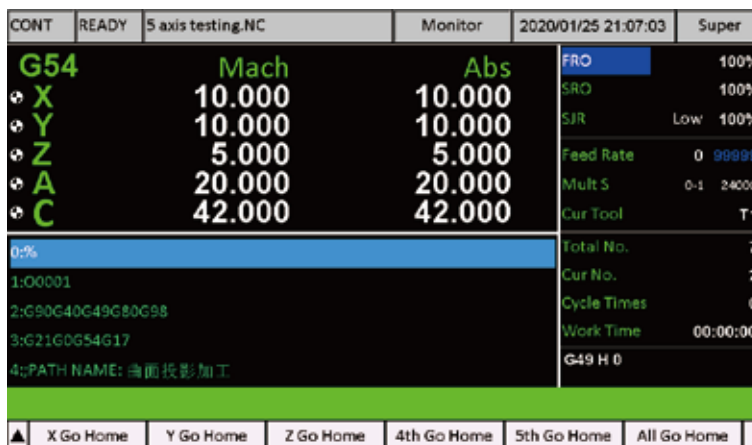 CONT READY 5 axis testing.NC Monitor 2020/01/25 21:07:03 Super
G54 Mach Abs
X 10.000 10.000
Y 10.000 10.000
Z 5.000 5.000
A 20.000 20.000
C 42.000 42.000
FRO 100%
SRO 100%
SJR Low 100%
Feed Rate 0
Mult S 0-1
Cur Tool
Total No.
Cur No.
Cycle Times
Work Time 00:00:00
G49 H 0
0:%
1:O0001
2:G90G40G49G80G98
3:G21G0G54G17
4:;PATH NAME: 曲面投影加工
▲ X Go Home Y Go Home Z Go Home 4th Go Home 5th Go Home All Go Home